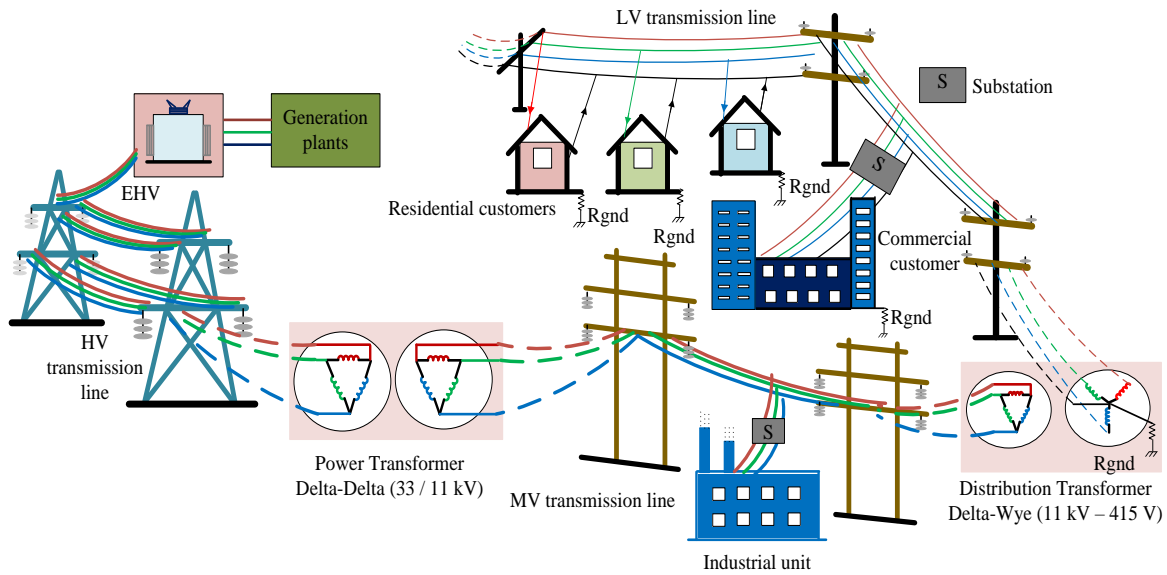 LV transmission line
S
Substation
Generation
plants
EHV
S
Residential customers
Rgnd
Rgnd
Rgnd
Commercial
customer
Rgnd
HV
transmission
line
S
Power Transformer
Delta-Delta (33 / 11 kV)
MV transmission line
Industrial unit
Rgnd
Distribution Transformer
Delta-Wye (11 kV – 415 V)